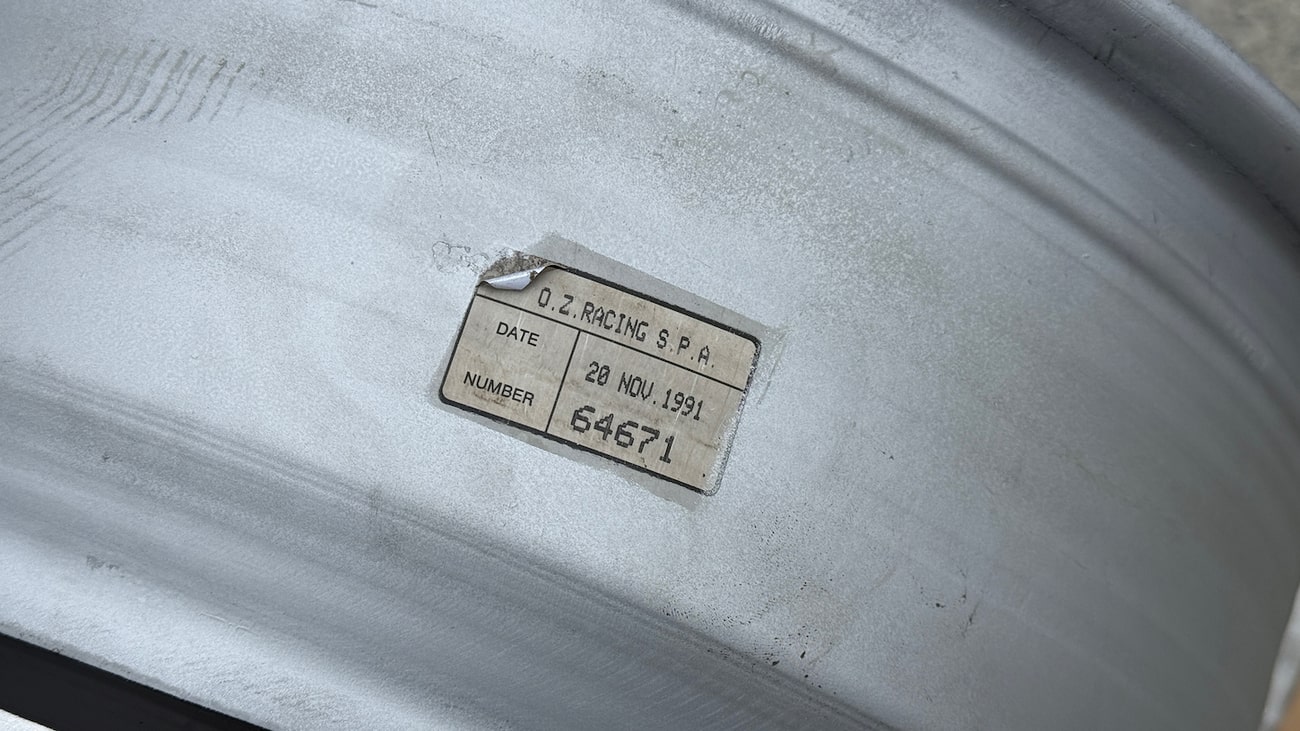 O.Z.RACING S.P.A.
DATE 20 NOV.1991
NUMBER 64671